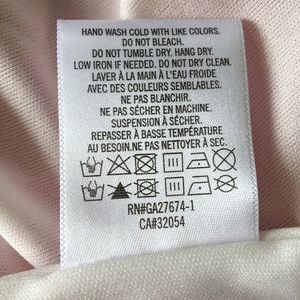 HAND WASH COLD WITH LIKE COLORS.
DO NOT BLEACH.
DO NOT TUMBLE DRY. HANG DRY.
LOW IRON IF NEEDED. DO NOT DRY CLEAN.
LAVER À LA MAIN À L'EAU FROIDE
AVEC DES COULEURS SEMBLABLES.
NE PAS BLANCHIR.
NE PAS SÉCHER EN MACHINE.
SUSPENSION À SÉCHER.
REPASSER À BASSE TEMPÉRATURE
AU BESOIN.NE PAS NETTOYER À SEC.
RN#GA27674-1
CA#32054